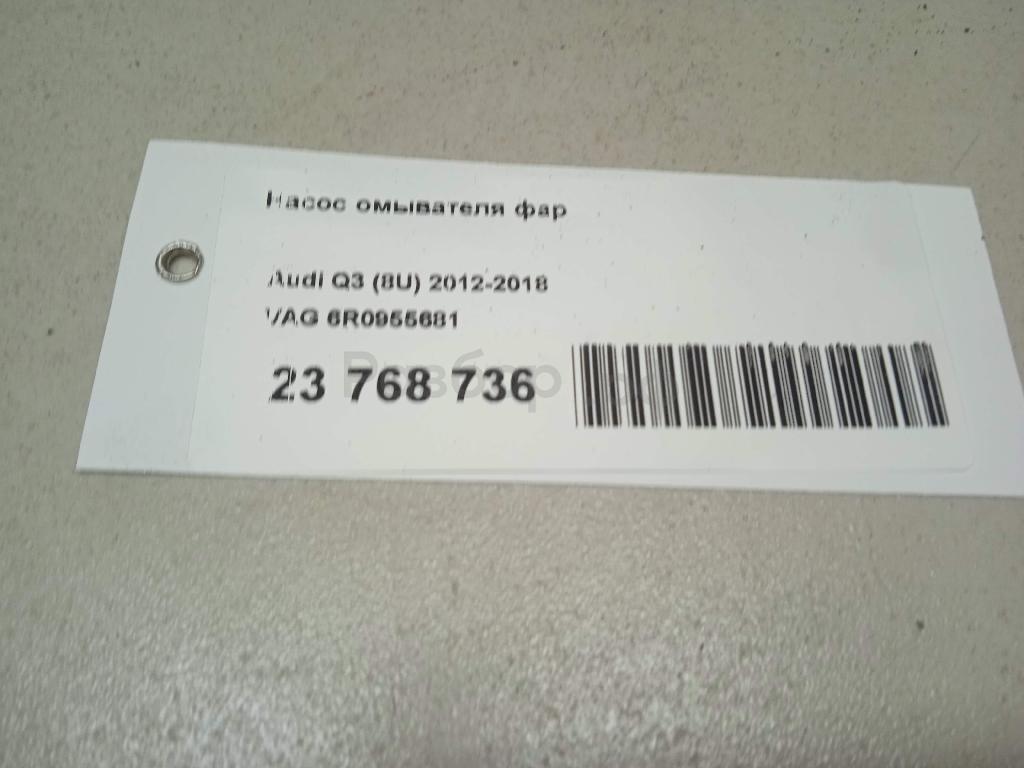 Насос омывателя фар
Audi Q3 (8U) 2012-2018
VAG 6R0955681
23 768 736